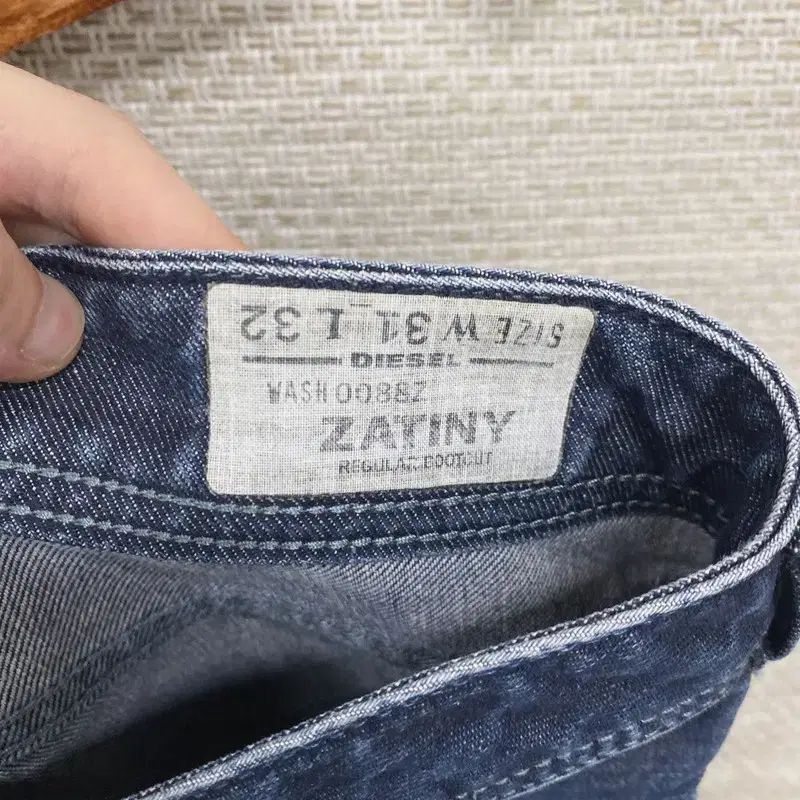 SIZE W 31 L 32
DIESEL
WASH 0088Z
ZATINY
REGULAR BOOTCUT